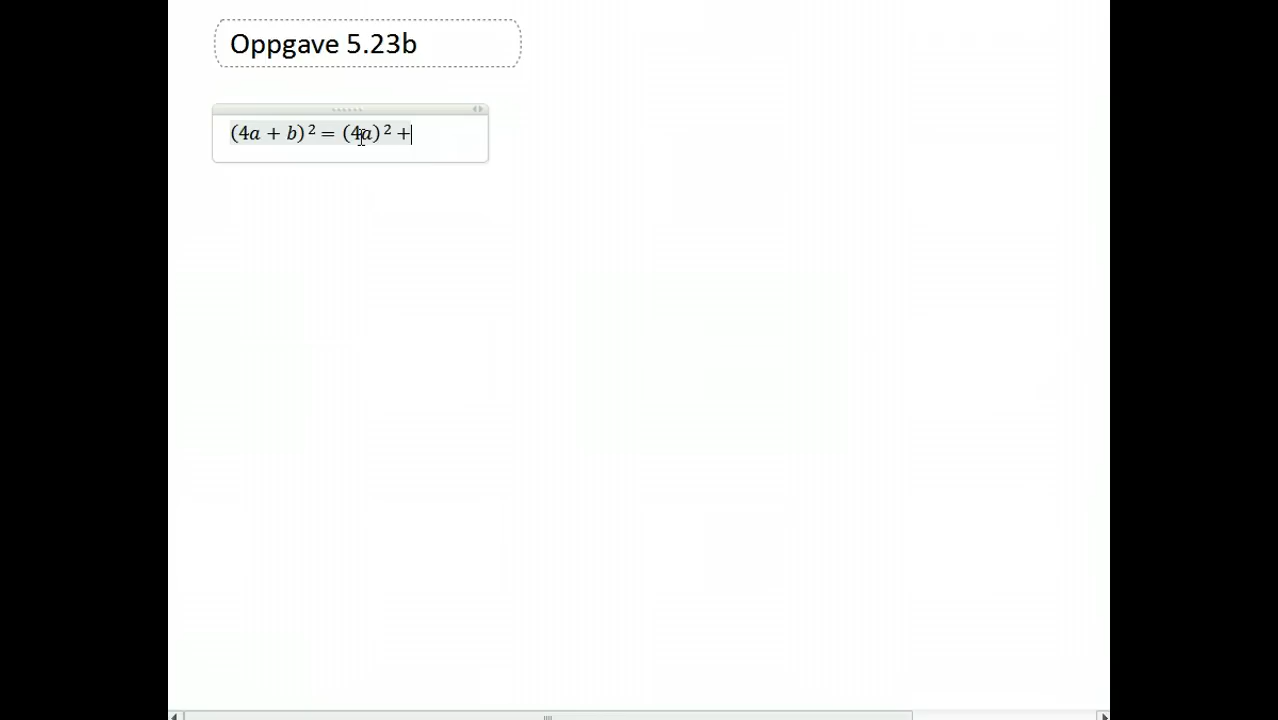 Oppgave 5.23b
(4a + b)² = (4a)² +